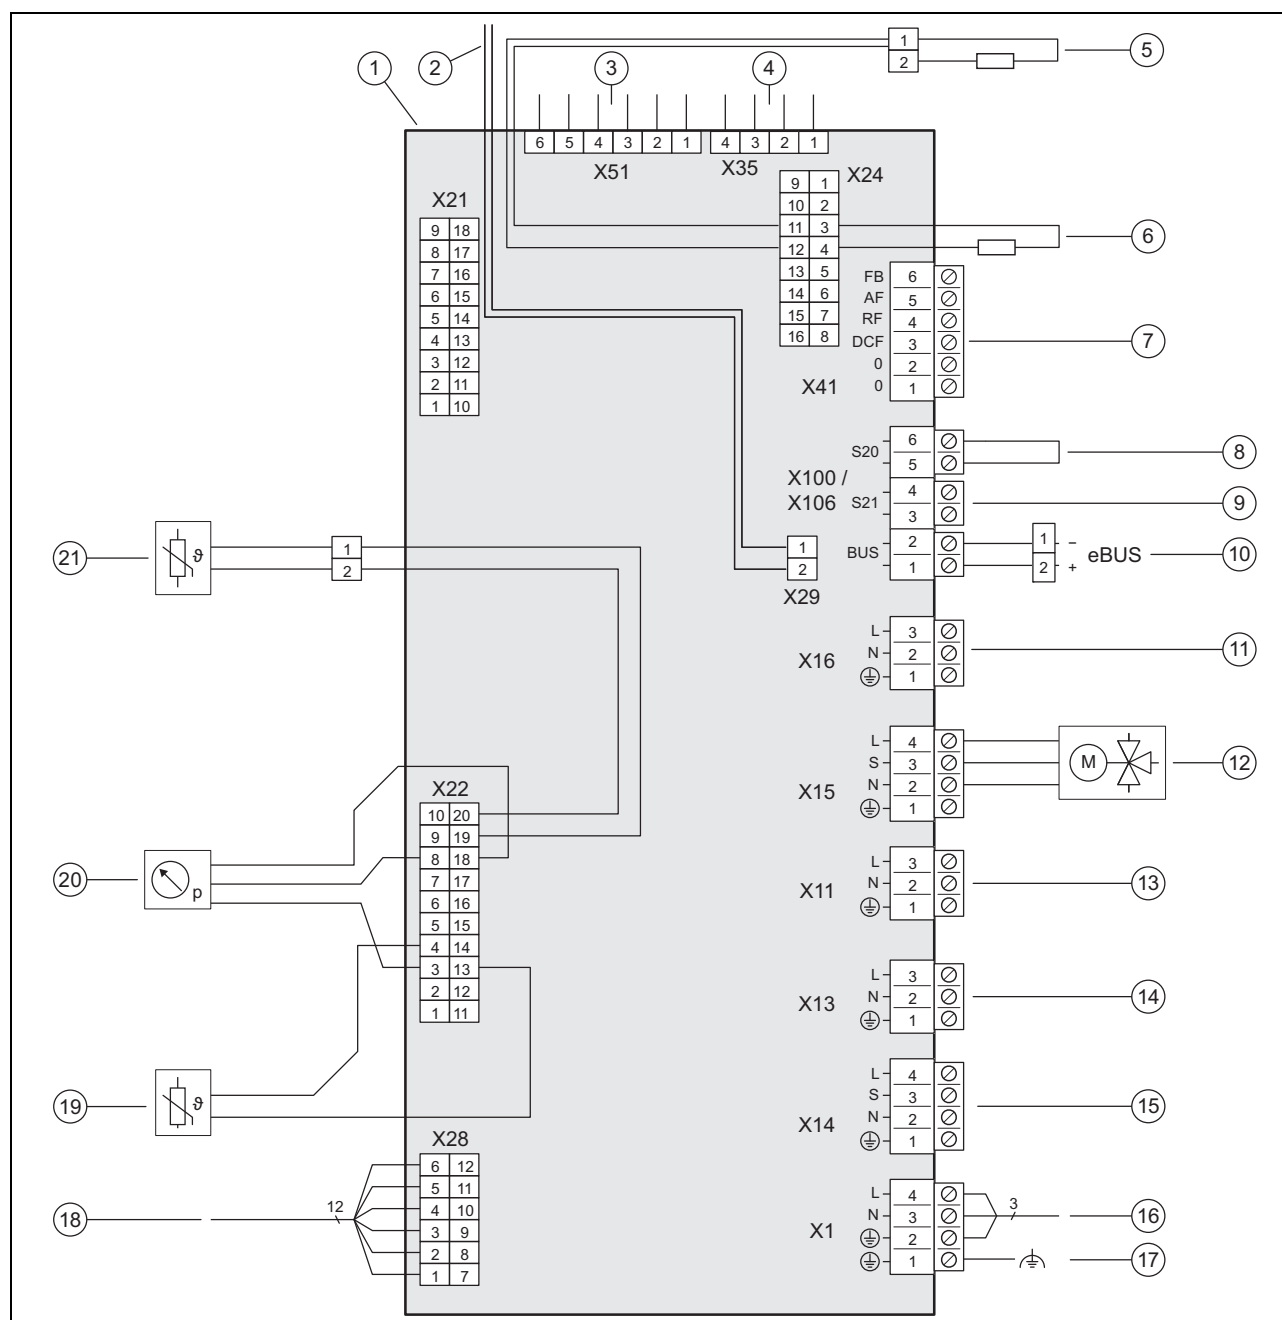 1
2
3
4
1
2
5
6 5 4 3 2 1
4 3 2 1
X51
X35
X24
9 1
10 2
11 3
12 4
13 5
14 6
15 7
16 8
6
X21
9 18
8 17
7 16
6 15
5 14
4 13
3 12
2 11
1 10
FB 6
AF 5
RF 4
DCF 3
0 2
0 1
X41
7
S20 6
5
8
X100 /
X106
S21 4
3
9
BUS 2
1
1 –
2 +
eBUS
10
1
2
X29
21
ϑ
1
2
X16
L 3
N 2
1
11
X15
L 4
S 3
N 2
1
M
12
X22
10 20
9 19
8 18
7 17
6 16
5 15
4 14
3 13
2 12
1 11
20
p
X11
L 3
N 2
1
13
X13
L 3
N 2
1
14
19
ϑ
X14
L 4
S 3
N 2
1
15
X28
6 12
5 11
4 10
3 9
2 8
1 7
18
12
X1
L 4
N 3
2
1
3
16
17